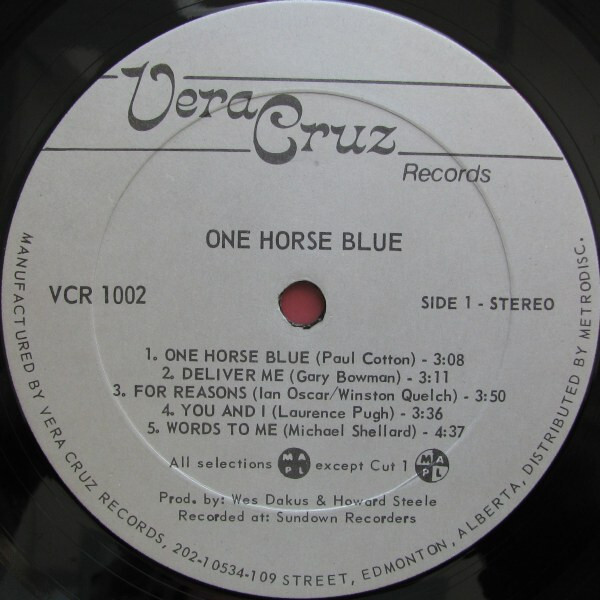 Vera Cruz
Records
ONE HORSE BLUE
VCR 1002
SIDE 1 - STEREO
1. ONE HORSE BLUE (Paul Cotton) - 3:08
2. DELIVER ME (Gary Bowman) - 3:11
3. FOR REASONS (Ian Oscar/Winston Quelch) - 3:50
4. YOU AND I (Laurence Pugh) - 3:36
5. WORDS TO ME (Michael Shellard) - 4:37
All selections MAPL except Cut 1 MAPL
Prod. by: Wes Dakus & Howard Steele
Recorded at: Sundown Recorders
MANUFACTURED BY VERA CRUZ RECORDS, 202-10534-109 STREET, EDMONTON, ALBERTA, DISTRIBUTED BY METRODISC.